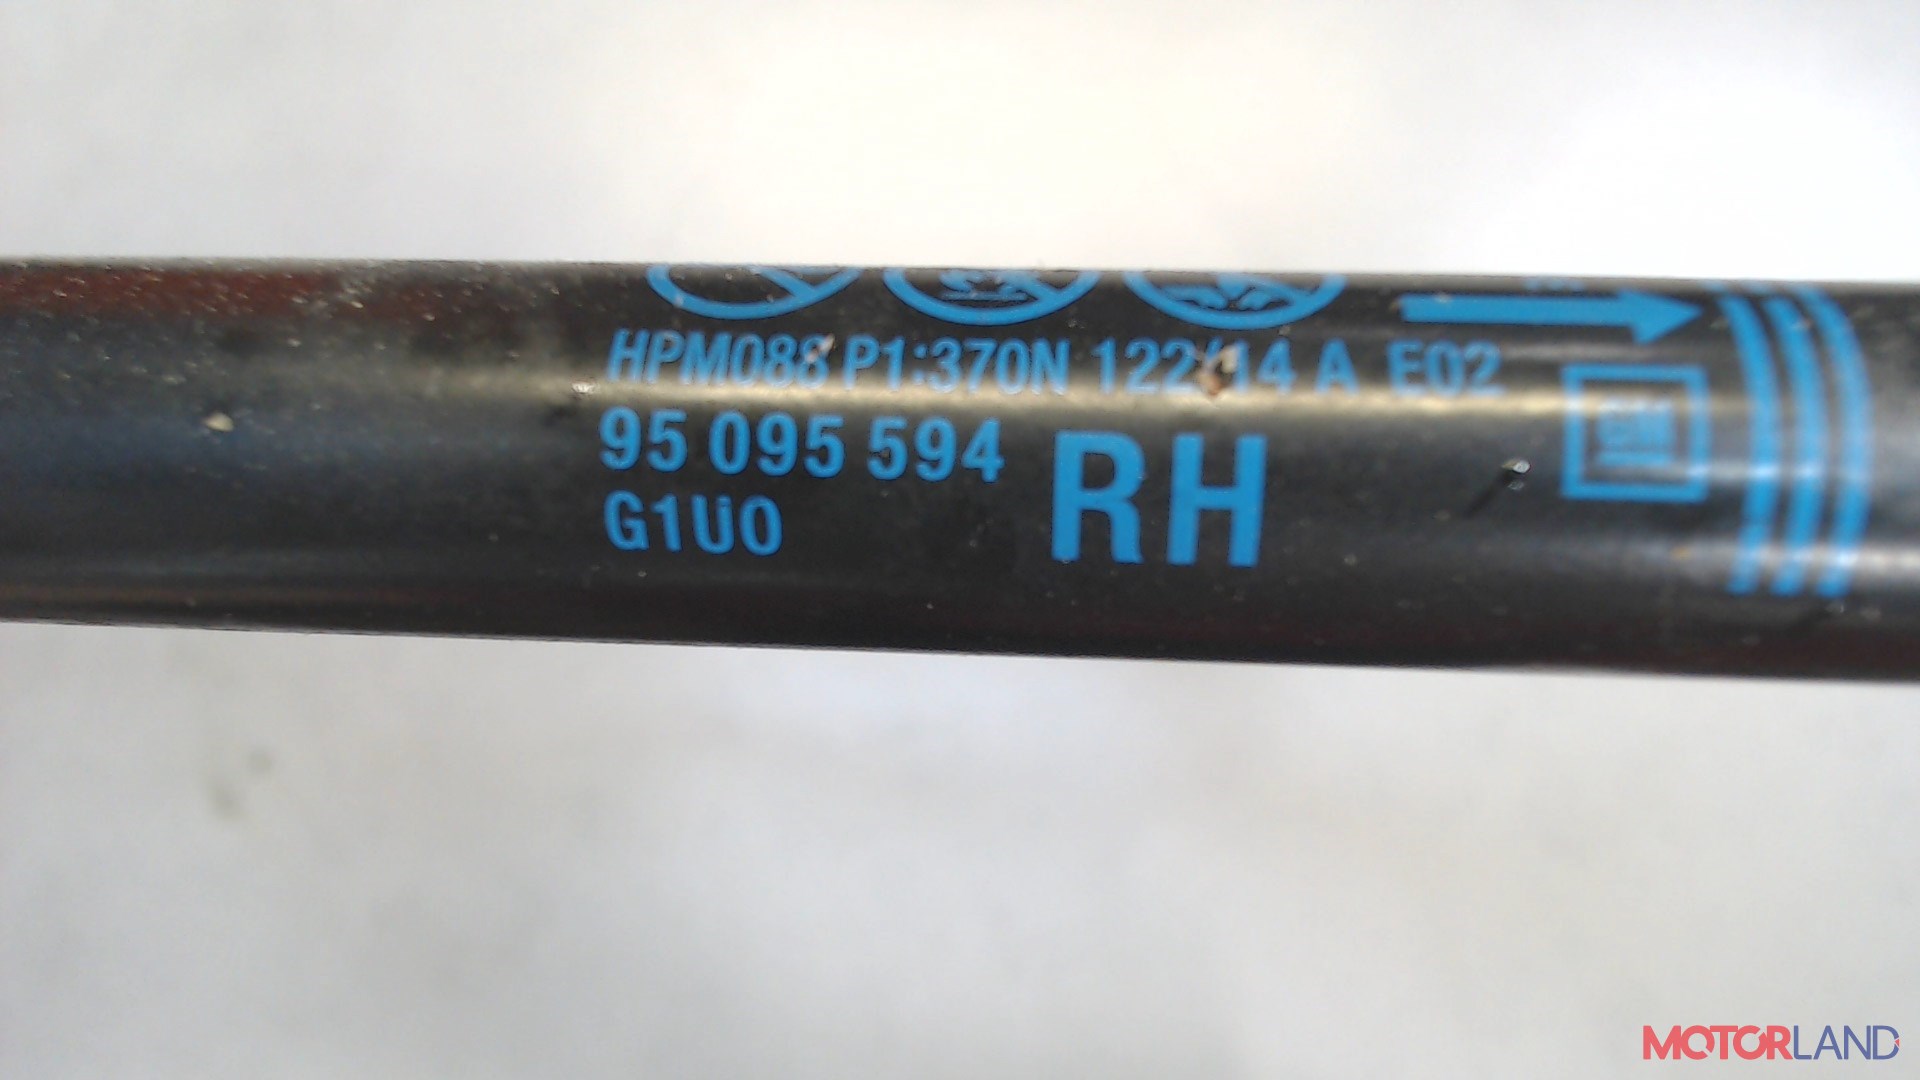 HPM088 P1:370N 122/14 A E02
95 095 594 RH
G1U0
GM
MOTORLAND